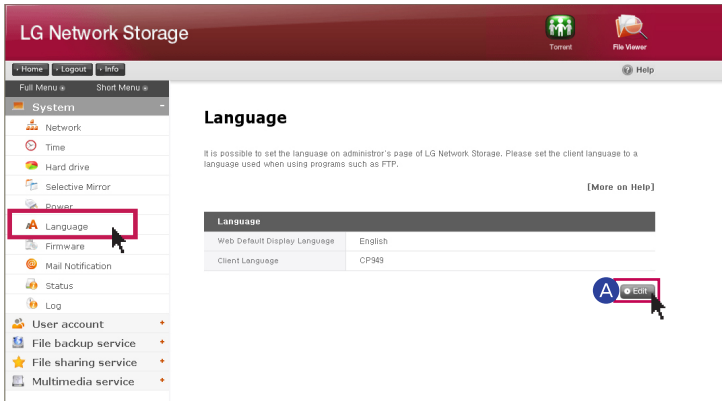 LG Network Storage
Torrent
File Viewer
Home
Logout
Info
Help
Full Menu
Short Menu
System
Network
Time
Hard drive
Selective Mirror
Power
Language
Firmware
Mail Notification
Status
Log
User account
File backup service
File sharing service
Multimedia service
Language
It is possible to set the language on administror's page of LG Network Storage. Please set the client language to a
language used when using programs such as FTP.
[More on Help]
Language
Web Default Display Language English
Client Language CP949
A Edit